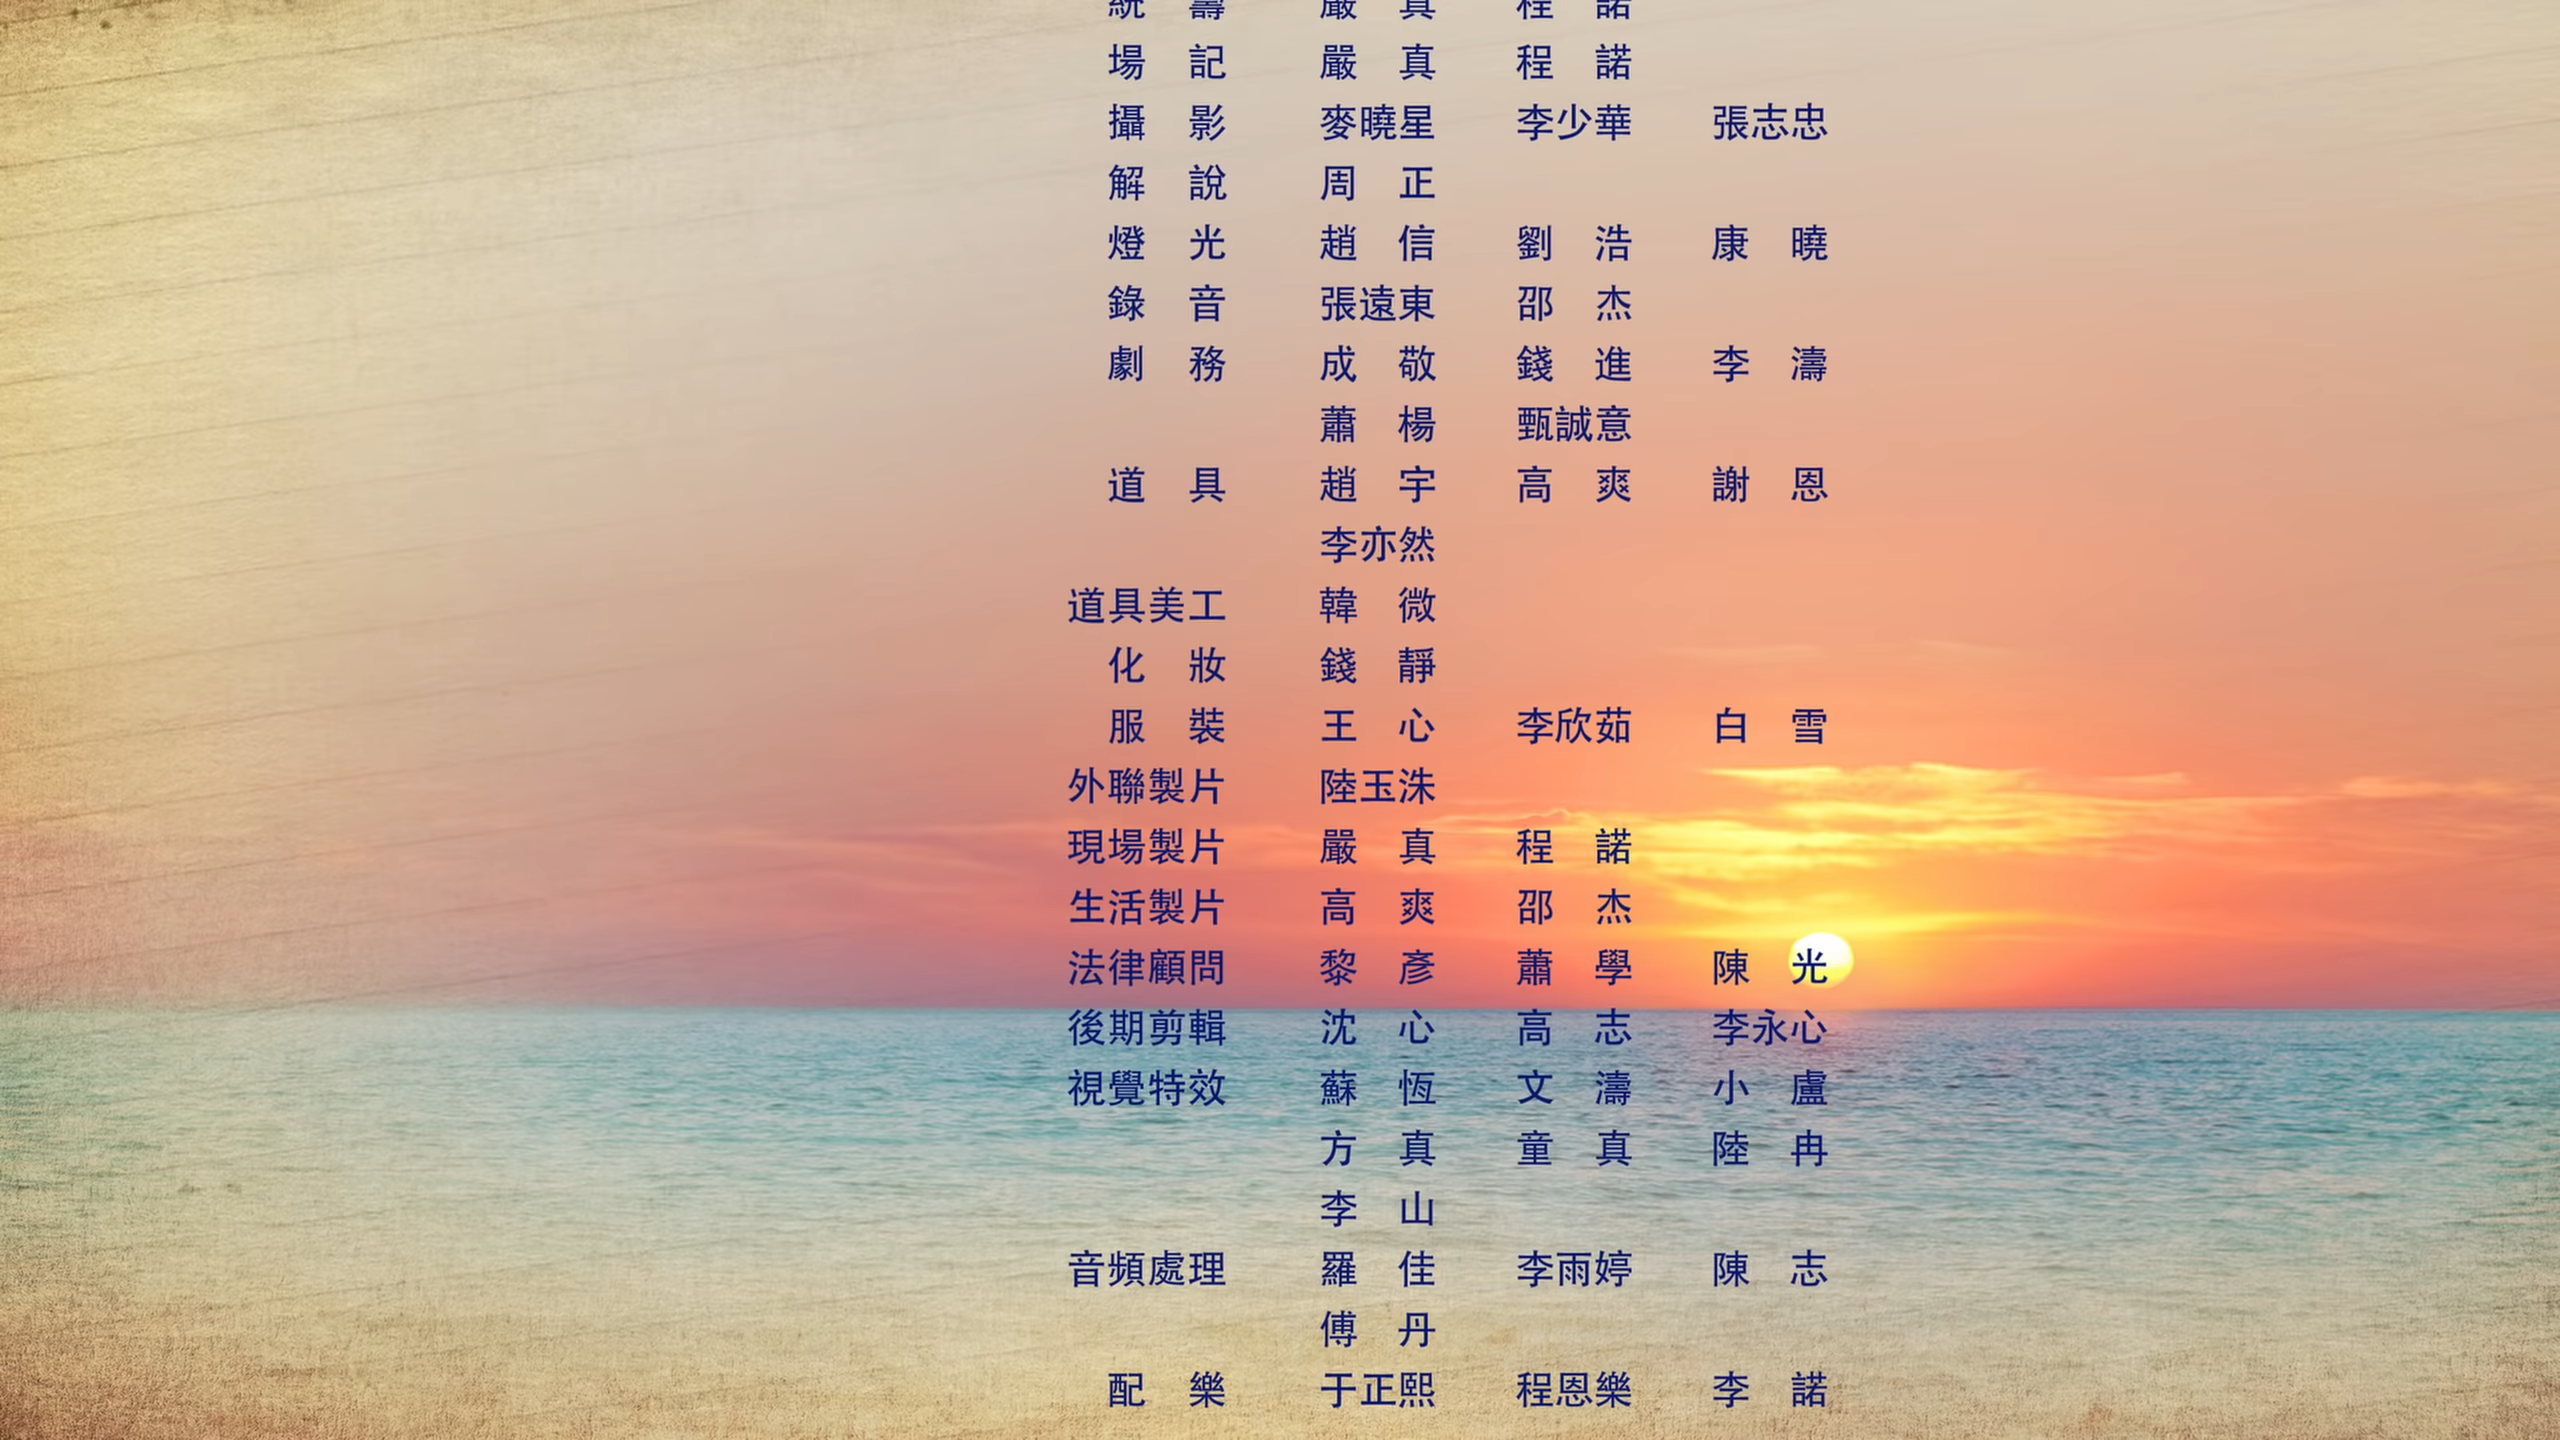 統籌 嚴真 程諾
場記 嚴真 程諾
攝影 麥曉星 李少華 張志忠
解說 周正
燈光 趙信 劉浩 康曉
錄音 張遠東 邵杰
劇務 成敬 錢進 李濤
蕭楊 甄誠意
道具 趙宇 高爽 謝恩
李亦然
道具美工 韓微
化妝 錢靜
服裝 王心 李欣茹 白雪
外聯製片 陸玉洙
現場製片 嚴真 程諾
生活製片 高爽 邵杰
法律顧問 黎彥 蕭學 陳光
後期剪輯 沈心 高志 李永心
視覺特效 蘇恆 文濤 小盧
方真 童真 陸冉
李山
音頻處理 羅佳 李雨婷 陳志
傅丹
配樂 于正熙 程恩樂 李諾